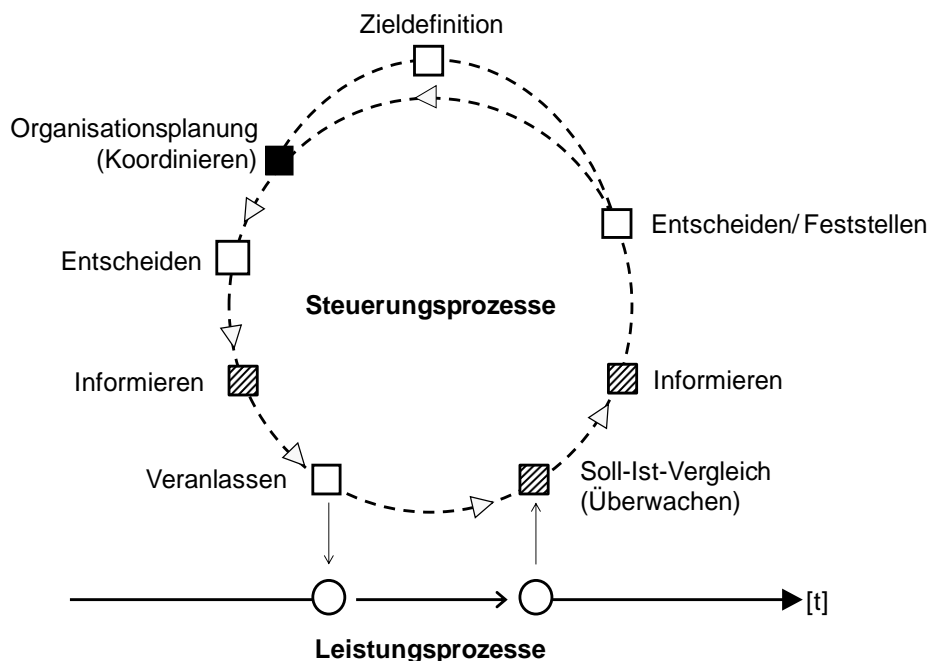 Zieldefinition
Organisationsplanung
(Koordinieren)
Entscheiden/ Feststellen
Entscheiden
Steuerungsprozesse
Informieren
Informieren
Veranlassen
Soll-Ist-Vergleich
(Überwachen)
[t]
Leistungsprozesse